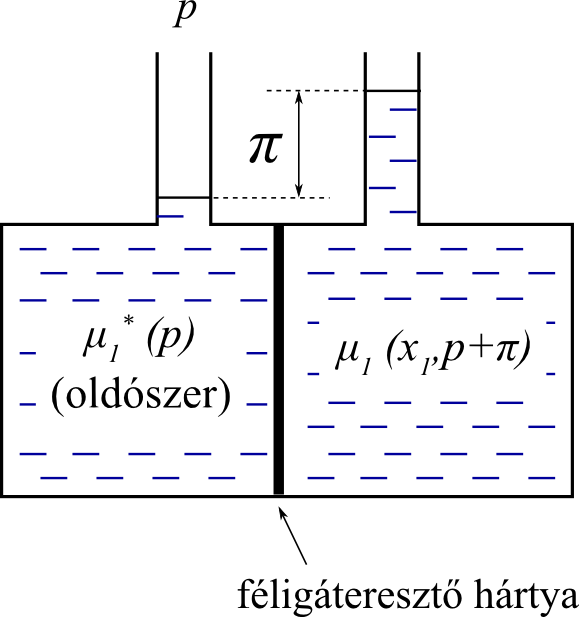 p
π
μ₁* (p)
(oldószer)
μ₁ (x₁,p+π)
féligáteresztő hártya